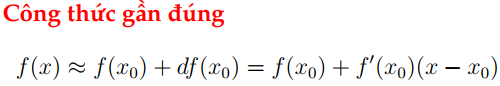 Công thức gần đúng
f(x) ≈ f(x₀) + df(x₀) = f(x₀) + f′(x₀)(x − x₀)